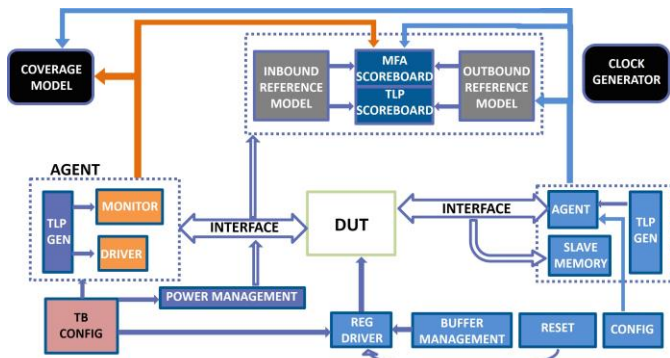 COVERAGE
MODEL
INBOUND
REFERENCE
MODEL
MFA
SCOREBOARD
TLP
SCOREBOARD
OUTBOUND
REFERENCE
MODEL
CLOCK
GENERATOR
AGENT
TLP
GEN
MONITOR
DRIVER
INTERFACE
DUT
INTERFACE
AGENT
SLAVE
MEMORY
TLP
GEN
POWER MANAGEMENT
TB
CONFIG
REG
DRIVER
BUFFER
MANAGEMENT
RESET
CONFIG